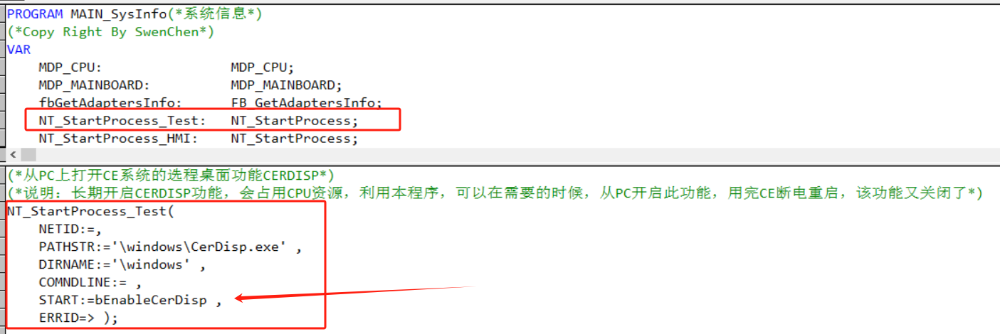 PROGRAM MAIN_SysInfo(*系统信息*)
(*Copy Right By SwenChen*)
VAR
MDP_CPU: MDP_CPU;
MDP_MAINBOARD: MDP_MAINBOARD;
fbGetAdaptersInfo: FB_GetAdaptersInfo;
NT_StartProcess_Test: NT_StartProcess;
NT_StartProcess_HMI: NT_StartProcess;
(*从PC上打开CE系统的选程桌面功能CERDISP*)
(*说明：长期开启CERDISP功能，会占用CPU资源，利用本程序，可以在需要的时候，从PC开启此功能，用完CE断电重启，该功能又关闭了*)
NT_StartProcess_Test(
NETID:=,
PATHSTR:='\windows\CerDisp.exe' ,
DIRNAME:='\windows' ,
COMNDLINE:= ,
START:=bEnableCerDisp ,
ERRID=> );